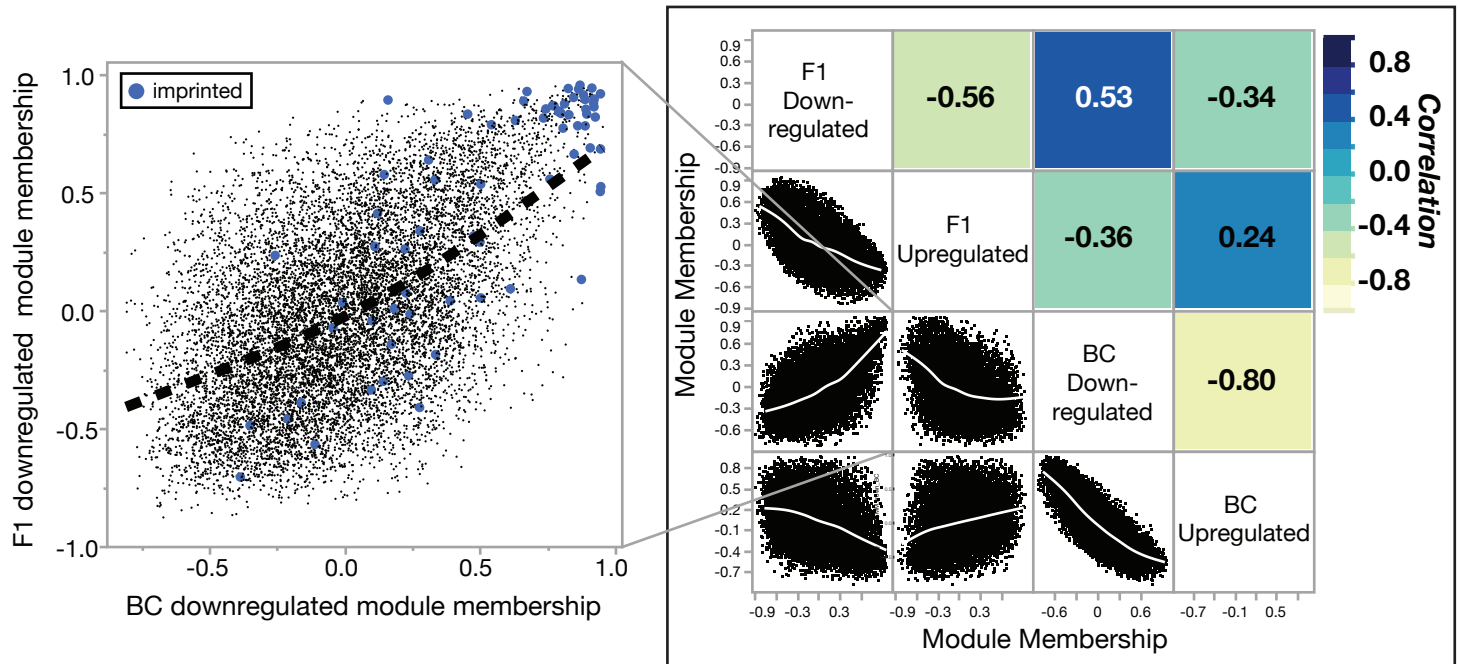 imprinted
1.0
0.5
0.0
-0.5
-1.0
F1 downregulated module membership
-0.5
0.0
0.5
1.0
BC downregulated module membership
0.9
0.6
0.3
0
-0.3
-0.6
-0.9
F1
Down-
regulated
-0.56
0.53
-0.34
0.9
0.6
0.3
0
-0.3
-0.6
-0.9
F1
Upregulated
-0.36
0.24
0.9
0.6
0.3
0
-0.3
-0.6
BC
Down-
regulated
-0.80
0.8
0.5
0.2
-0.1
-0.4
-0.7
BC
Upregulated
Module Membership
-0.9 -0.3 0.3
-0.9 -0.3 0.3
-0.6 0 0.6
-0.7 -0.1 0.5
Module Membership
0.8
0.4
0.0
-0.4
-0.8
Correlation